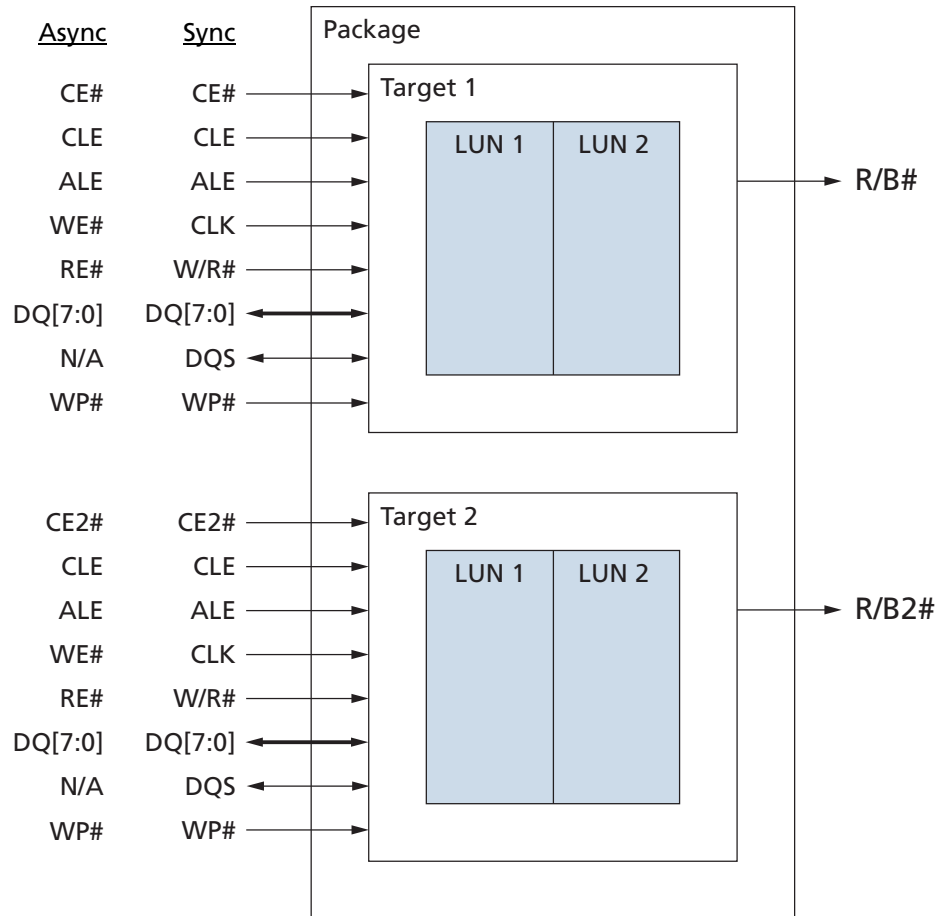 Async Sync Package
Target 1
CE# CE#
CLE CLE
LUN 1 LUN 2
ALE ALE
R/B#
WE# CLK
RE# W/R#
DQ[7:0] DQ[7:0]
N/A DQS
WP# WP#
CE2# CE2#
Target 2
CLE CLE
LUN 1 LUN 2
ALE ALE
R/B2#
WE# CLK
RE# W/R#
DQ[7:0] DQ[7:0]
N/A DQS
WP# WP#